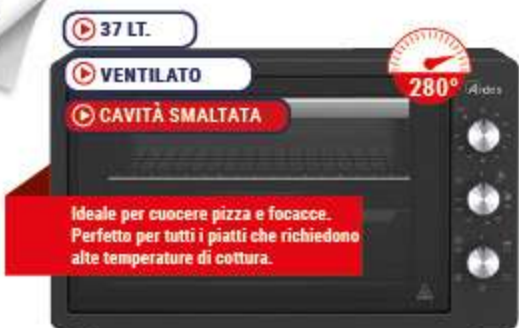 37 LT.
VENTILATO
CAVITÀ SMALTATA
280°
Ardes
Ideale per cuocere pizza e focacce.
Perfetto per tutti i piatti che richiedono
alte temperature di cottura.